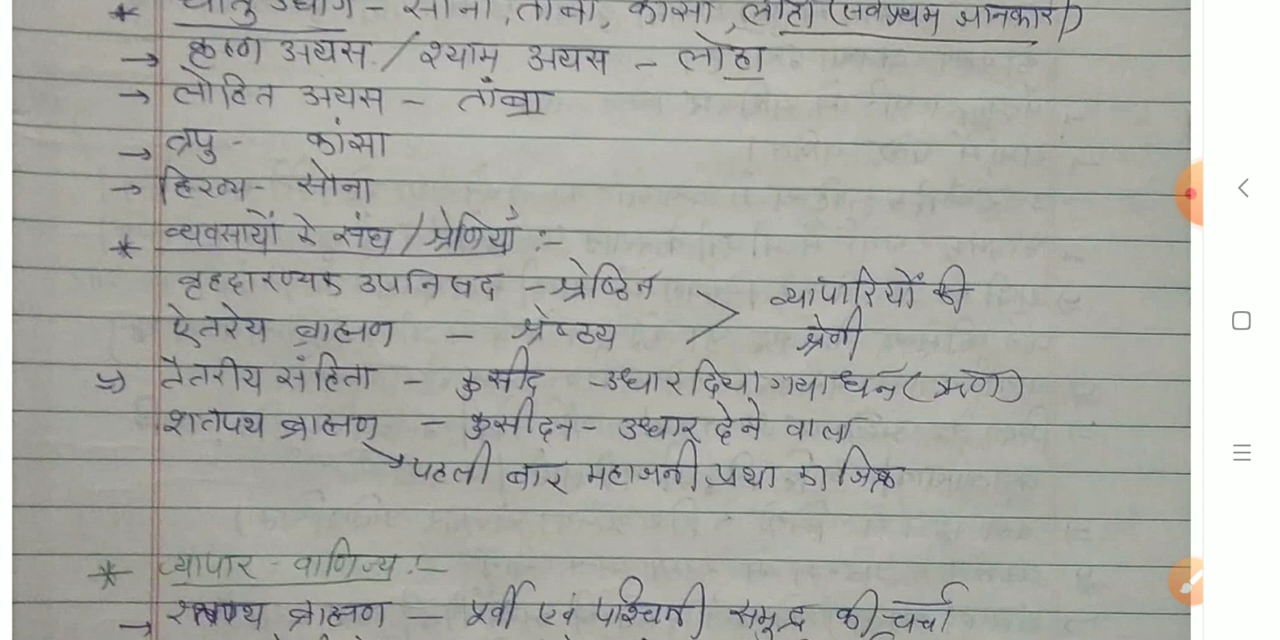 * धातु उद्योग - सोना, तांबा, कांसा, लोहा (सर्वप्रथम जानकारी)
→ कृष्ण अयस / श्याम अयस - लोहा
→ लोहित अयस - तांबा
→ त्रपु - कांसा
→ हिरण्य - सोना
* व्यवसायों के संघ / श्रेणियाँ :-
बृहदारण्यक उपनिषद - श्रेष्ठिन > व्यापारियों की
ऐतरेय ब्राह्मण - श्रेष्ठ्य श्रेणी
→ तैतरीय संहिता - कुसीद - उधार दिया गया धन (ऋण)
शतपथ ब्राह्मण - कुसीदन - उधार देने वाला
→ पहली बार महाजनी प्रथा का जिक्र
* व्यापार - वाणिज्य :-
→ शतपथ ब्राह्मण - पूर्वी एवं पश्चिमी समुद्र की चर्चा